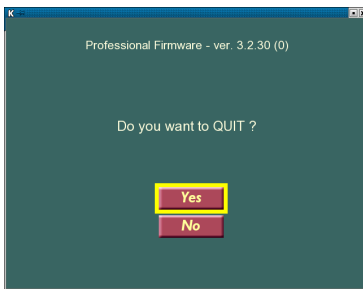 K
Professional Firmware - ver. 3.2.30 (0)
Do you want to QUIT ?
Yes
No